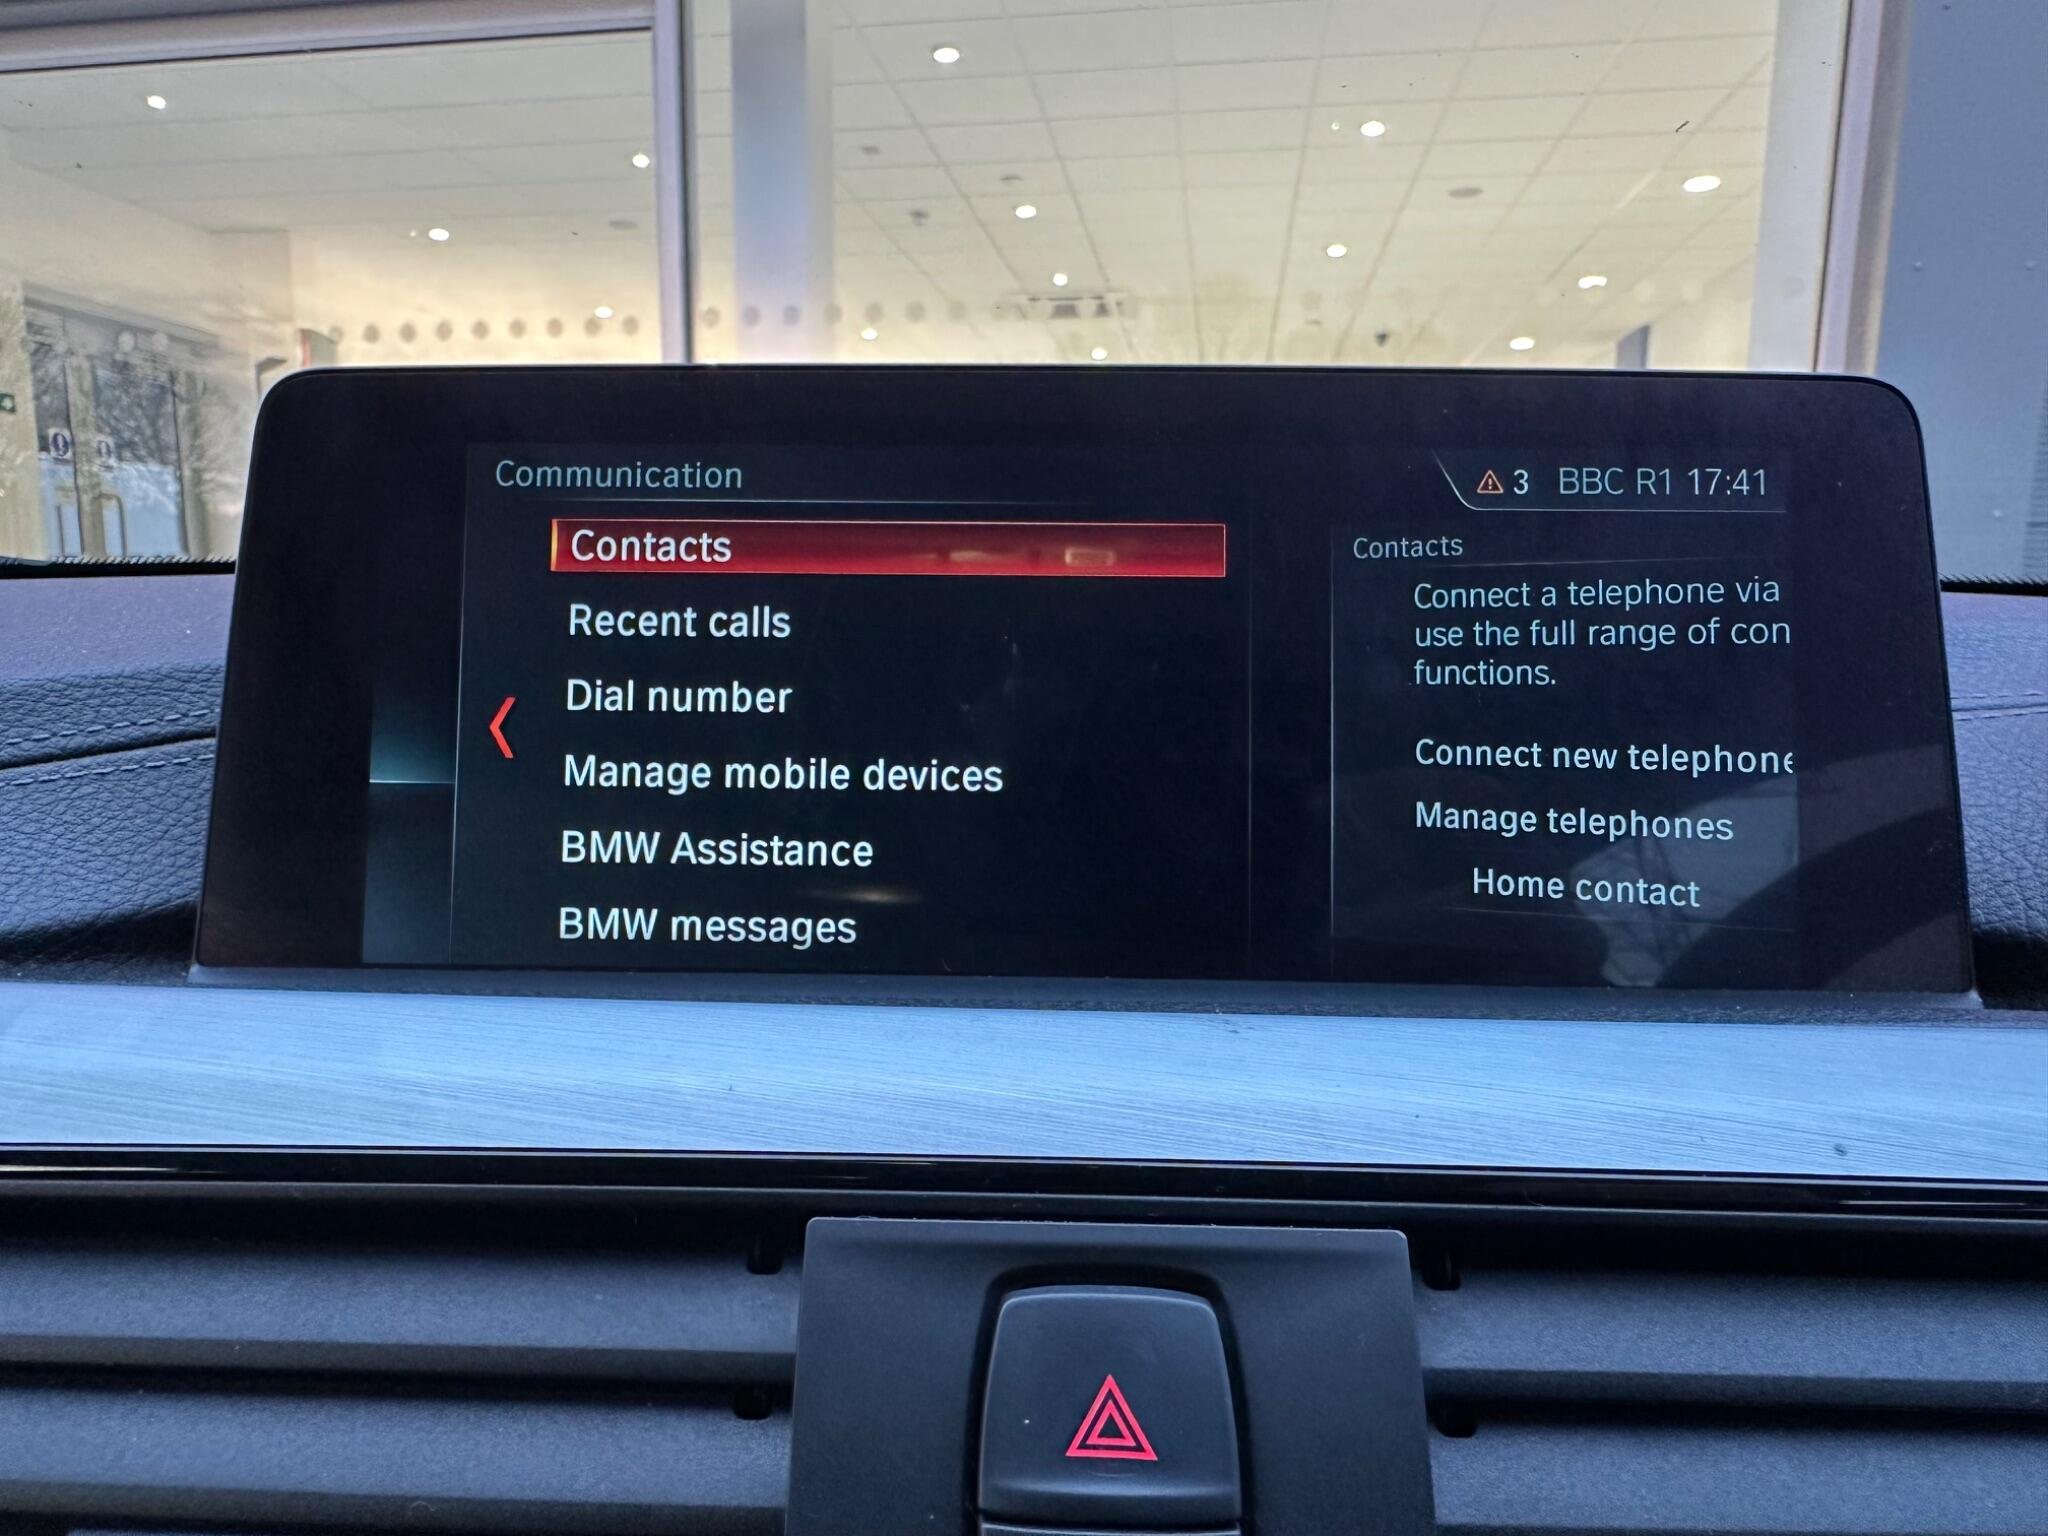 Communication
3 BBC R1 17:41
Contacts
Recent calls
Dial number
Manage mobile devices
BMW Assistance
BMW messages
Contacts
Connect a telephone via
use the full range of con
functions.
Connect new telephone
Manage telephones
Home contact